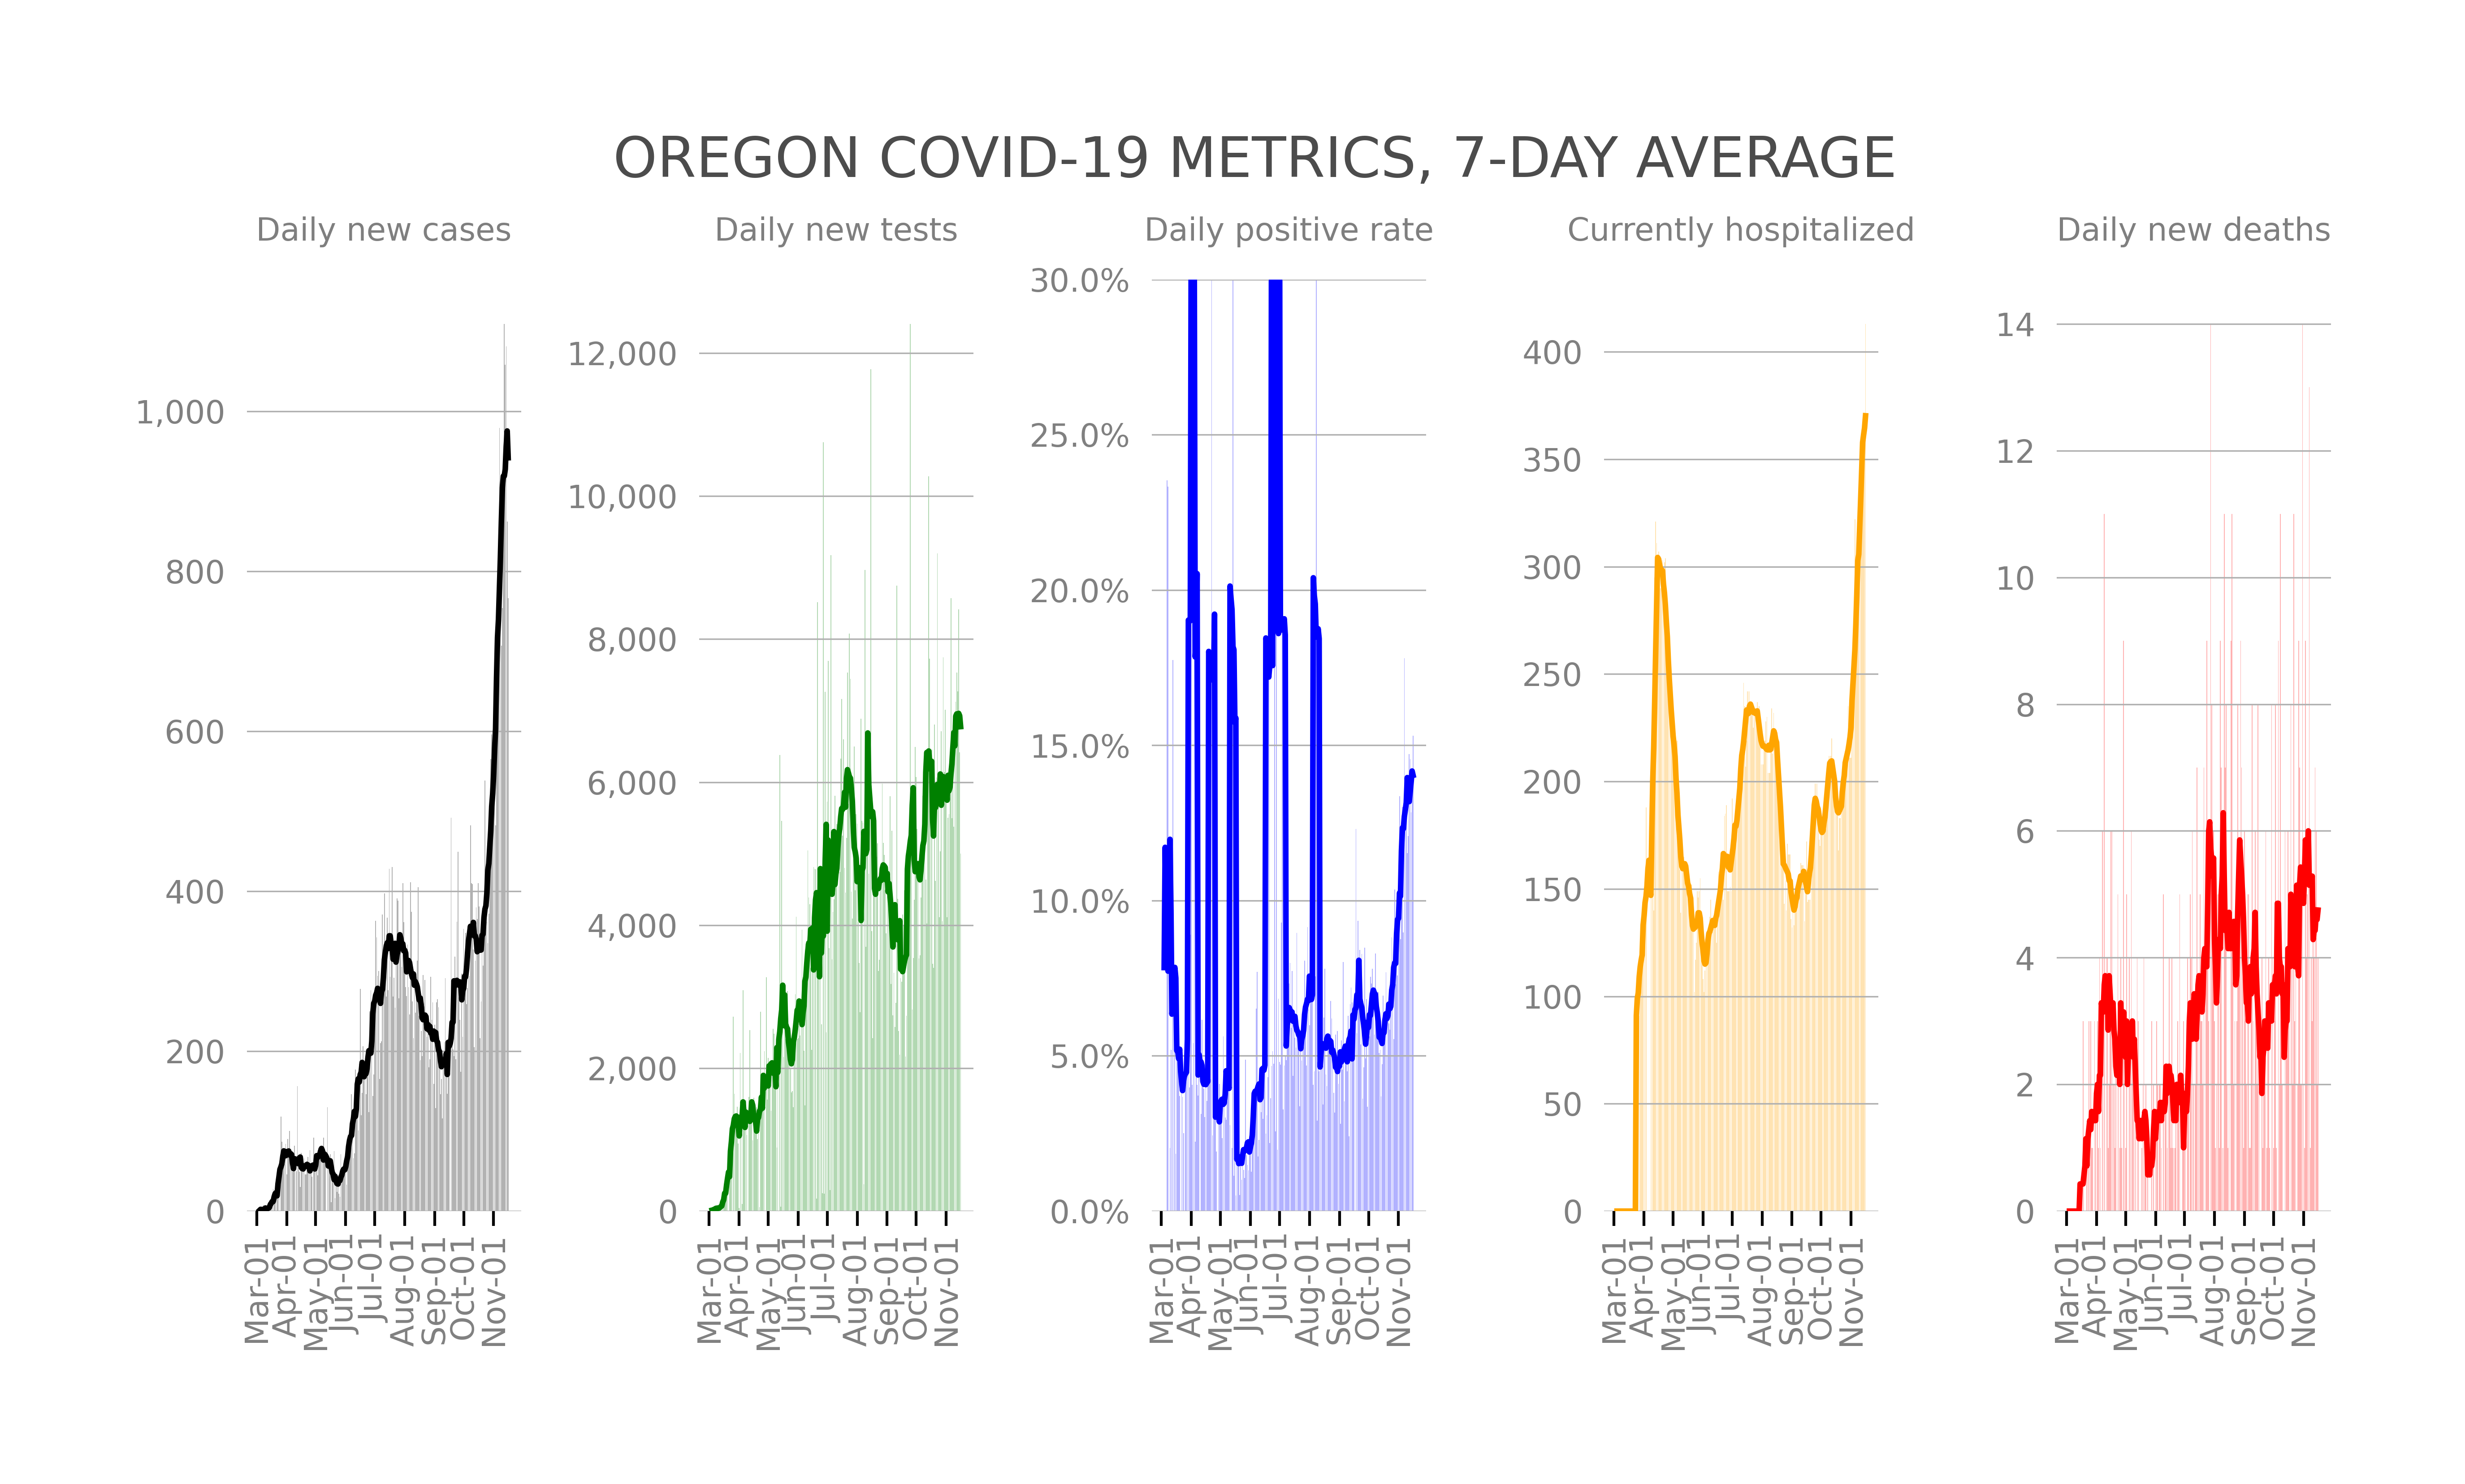 OREGON COVID-19 METRICS, 7-DAY AVERAGE
Daily new cases
1,000
800
600
400
200
0
Mar-01
Apr-01
May-01
Jun-01
Jul-01
Aug-01
Sep-01
Oct-01
Nov-01
Daily new tests
12,000
10,000
8,000
6,000
4,000
2,000
0
Mar-01
Apr-01
May-01
Jun-01
Jul-01
Aug-01
Sep-01
Oct-01
Nov-01
Daily positive rate
30.0%
25.0%
20.0%
15.0%
10.0%
5.0%
0.0%
Mar-01
Apr-01
May-01
Jun-01
Jul-01
Aug-01
Sep-01
Oct-01
Nov-01
Currently hospitalized
400
350
300
250
200
150
100
50
0
Mar-01
Apr-01
May-01
Jun-01
Jul-01
Aug-01
Sep-01
Oct-01
Nov-01
Daily new deaths
14
12
10
8
6
4
2
0
Mar-01
Apr-01
May-01
Jun-01
Jul-01
Aug-01
Sep-01
Oct-01
Nov-01